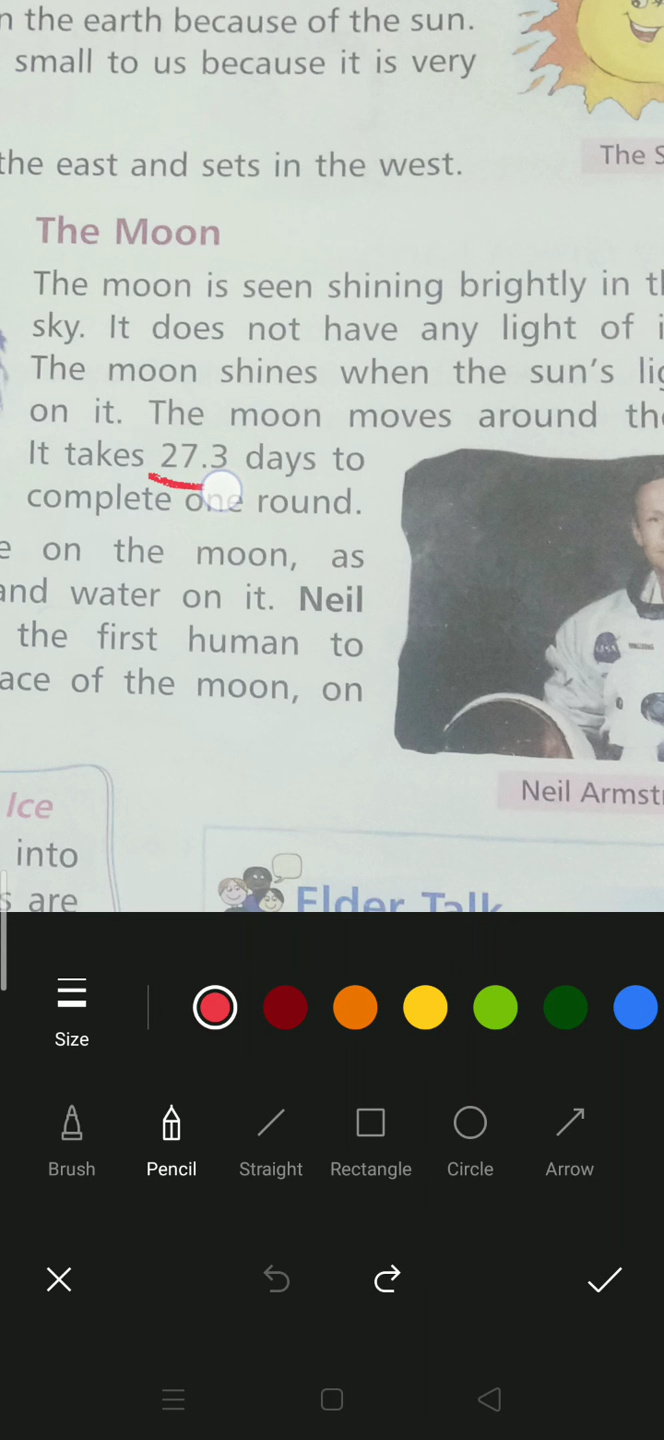 n the earth because of the sun.
small to us because it is very
the east and sets in the west.
The S
The Moon
The moon is seen shining brightly in th
sky. It does not have any light of i
The moon shines when the sun's lig
on it. The moon moves around the
It takes 27.3 days to
complete one round.
e on the moon, as
and water on it. Neil
the first human to
ace of the moon, on
Neil Armstr
Ice
into
s are
Elder Talk
Size
Brush
Pencil
Straight
Rectangle
Circle
Arrow